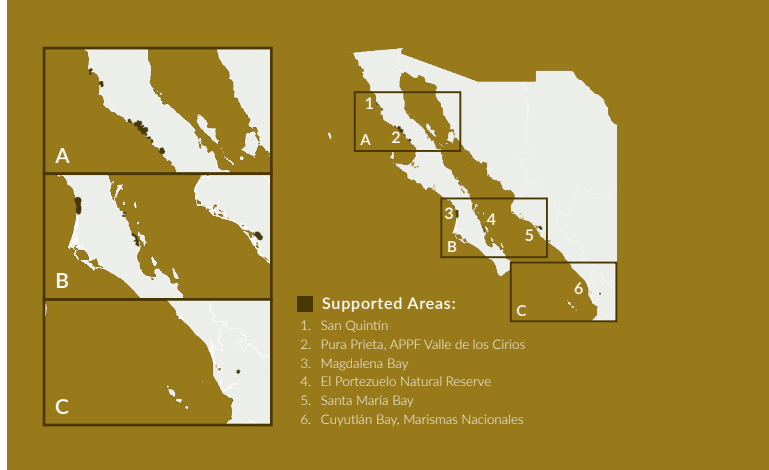 A
B
C
1
A
2
3
4
B
5
6
C
Supported Areas:
1. San Quintín
2. Pura Prieta, APPF Valle de los Cirios
3. Magdalena Bay
4. El Portezuelo Natural Reserve
5. Santa María Bay
6. Cuyutlán Bay, Marismas Nacionales